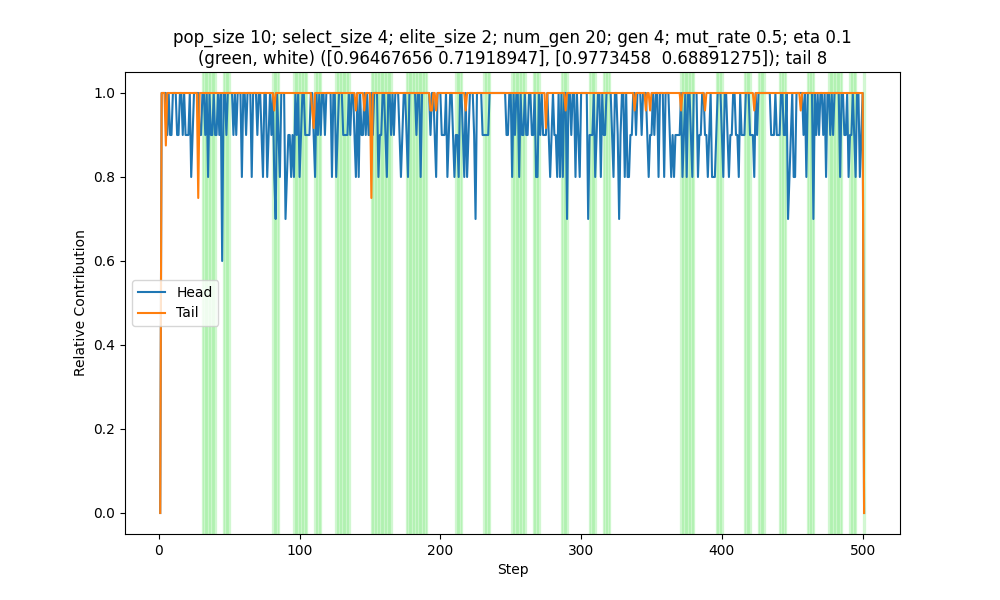 pop_size 10; select_size 4; elite_size 2; num_gen 20; gen 4; mut_rate 0.5; eta 0.1
(green, white) ([0.96467656 0.71918947], [0.9773458  0.68891275]); tail 8
1.0
0.8
0.6
0.4
0.2
0.0
Relative Contribution
Head
Tail
0
100
200
300
400
500
Step